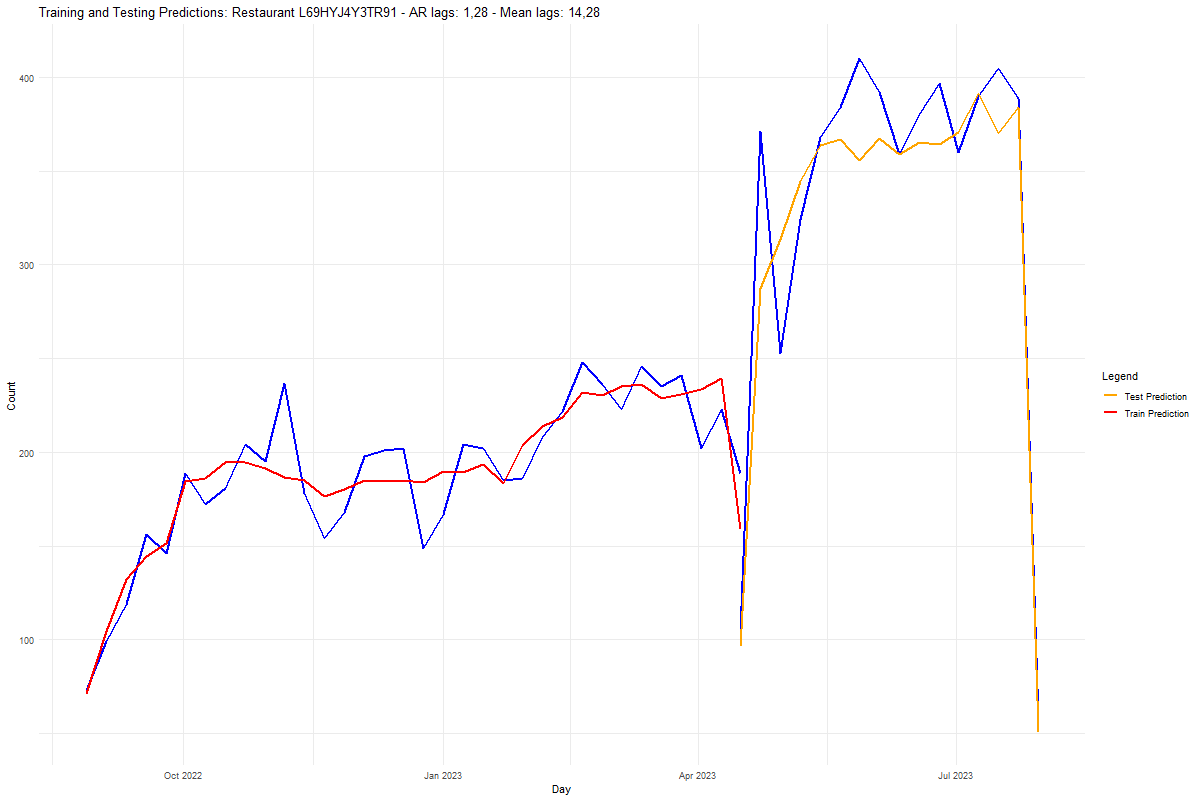 Training and Testing Predictions: Restaurant L69HYJ4Y3TR91 - AR lags: 1,28 - Mean lags: 14,28
400
300
200
100
Count
Oct 2022
Jan 2023
Apr 2023
Jul 2023
Day
Legend
Test Prediction
Train Prediction